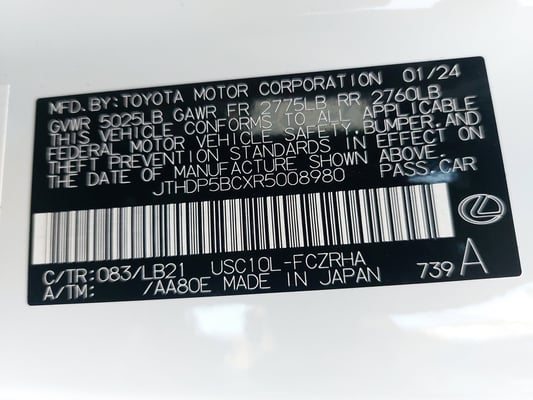 MFD.BY:TOYOTA MOTOR CORPORATION 01/24
GVWR 5025LB GAWR FR 2775LB RR 2760LB
THIS VEHICLE CONFORMS TO ALL APPLICABLE
FEDERAL MOTOR VEHICLE SAFETY,BUMPER,AND
THEFT PREVENTION STANDARDS IN EFFECT ON
THE DATE OF MANUFACTURE SHOWN ABOVE
JTHDP5BCXR5008980 PASS.CAR
C/TR:083/LB21 USC10L-FCZRHA
A/TM: /AA80E MADE IN JAPAN 739 A